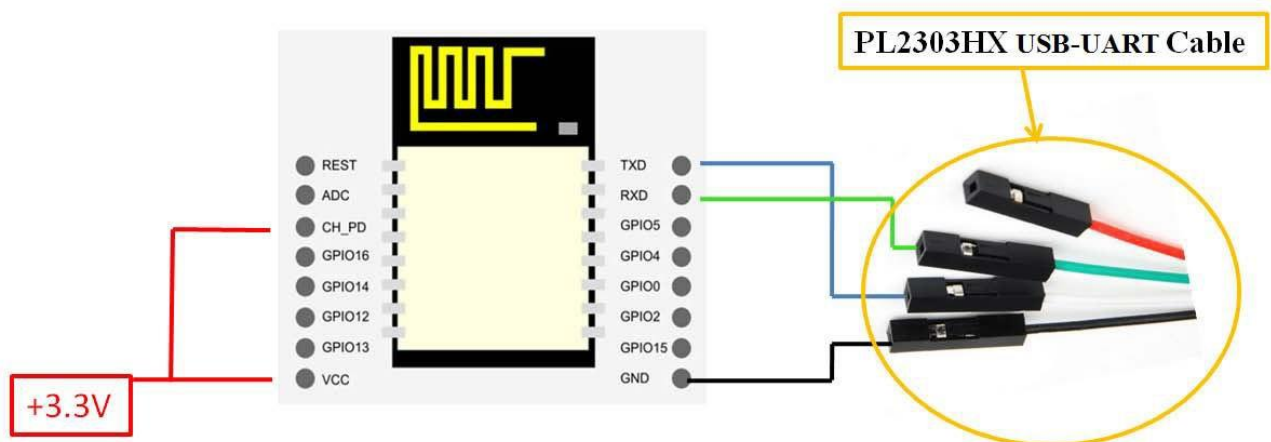 PL2303HX USB-UART Cable
REST
ADC
CH_PD
GPIO16
GPIO14
GPIO12
GPIO13
VCC
TXD
RXD
GPIO5
GPIO4
GPIO0
GPIO2
GPIO15
GND
+3.3V